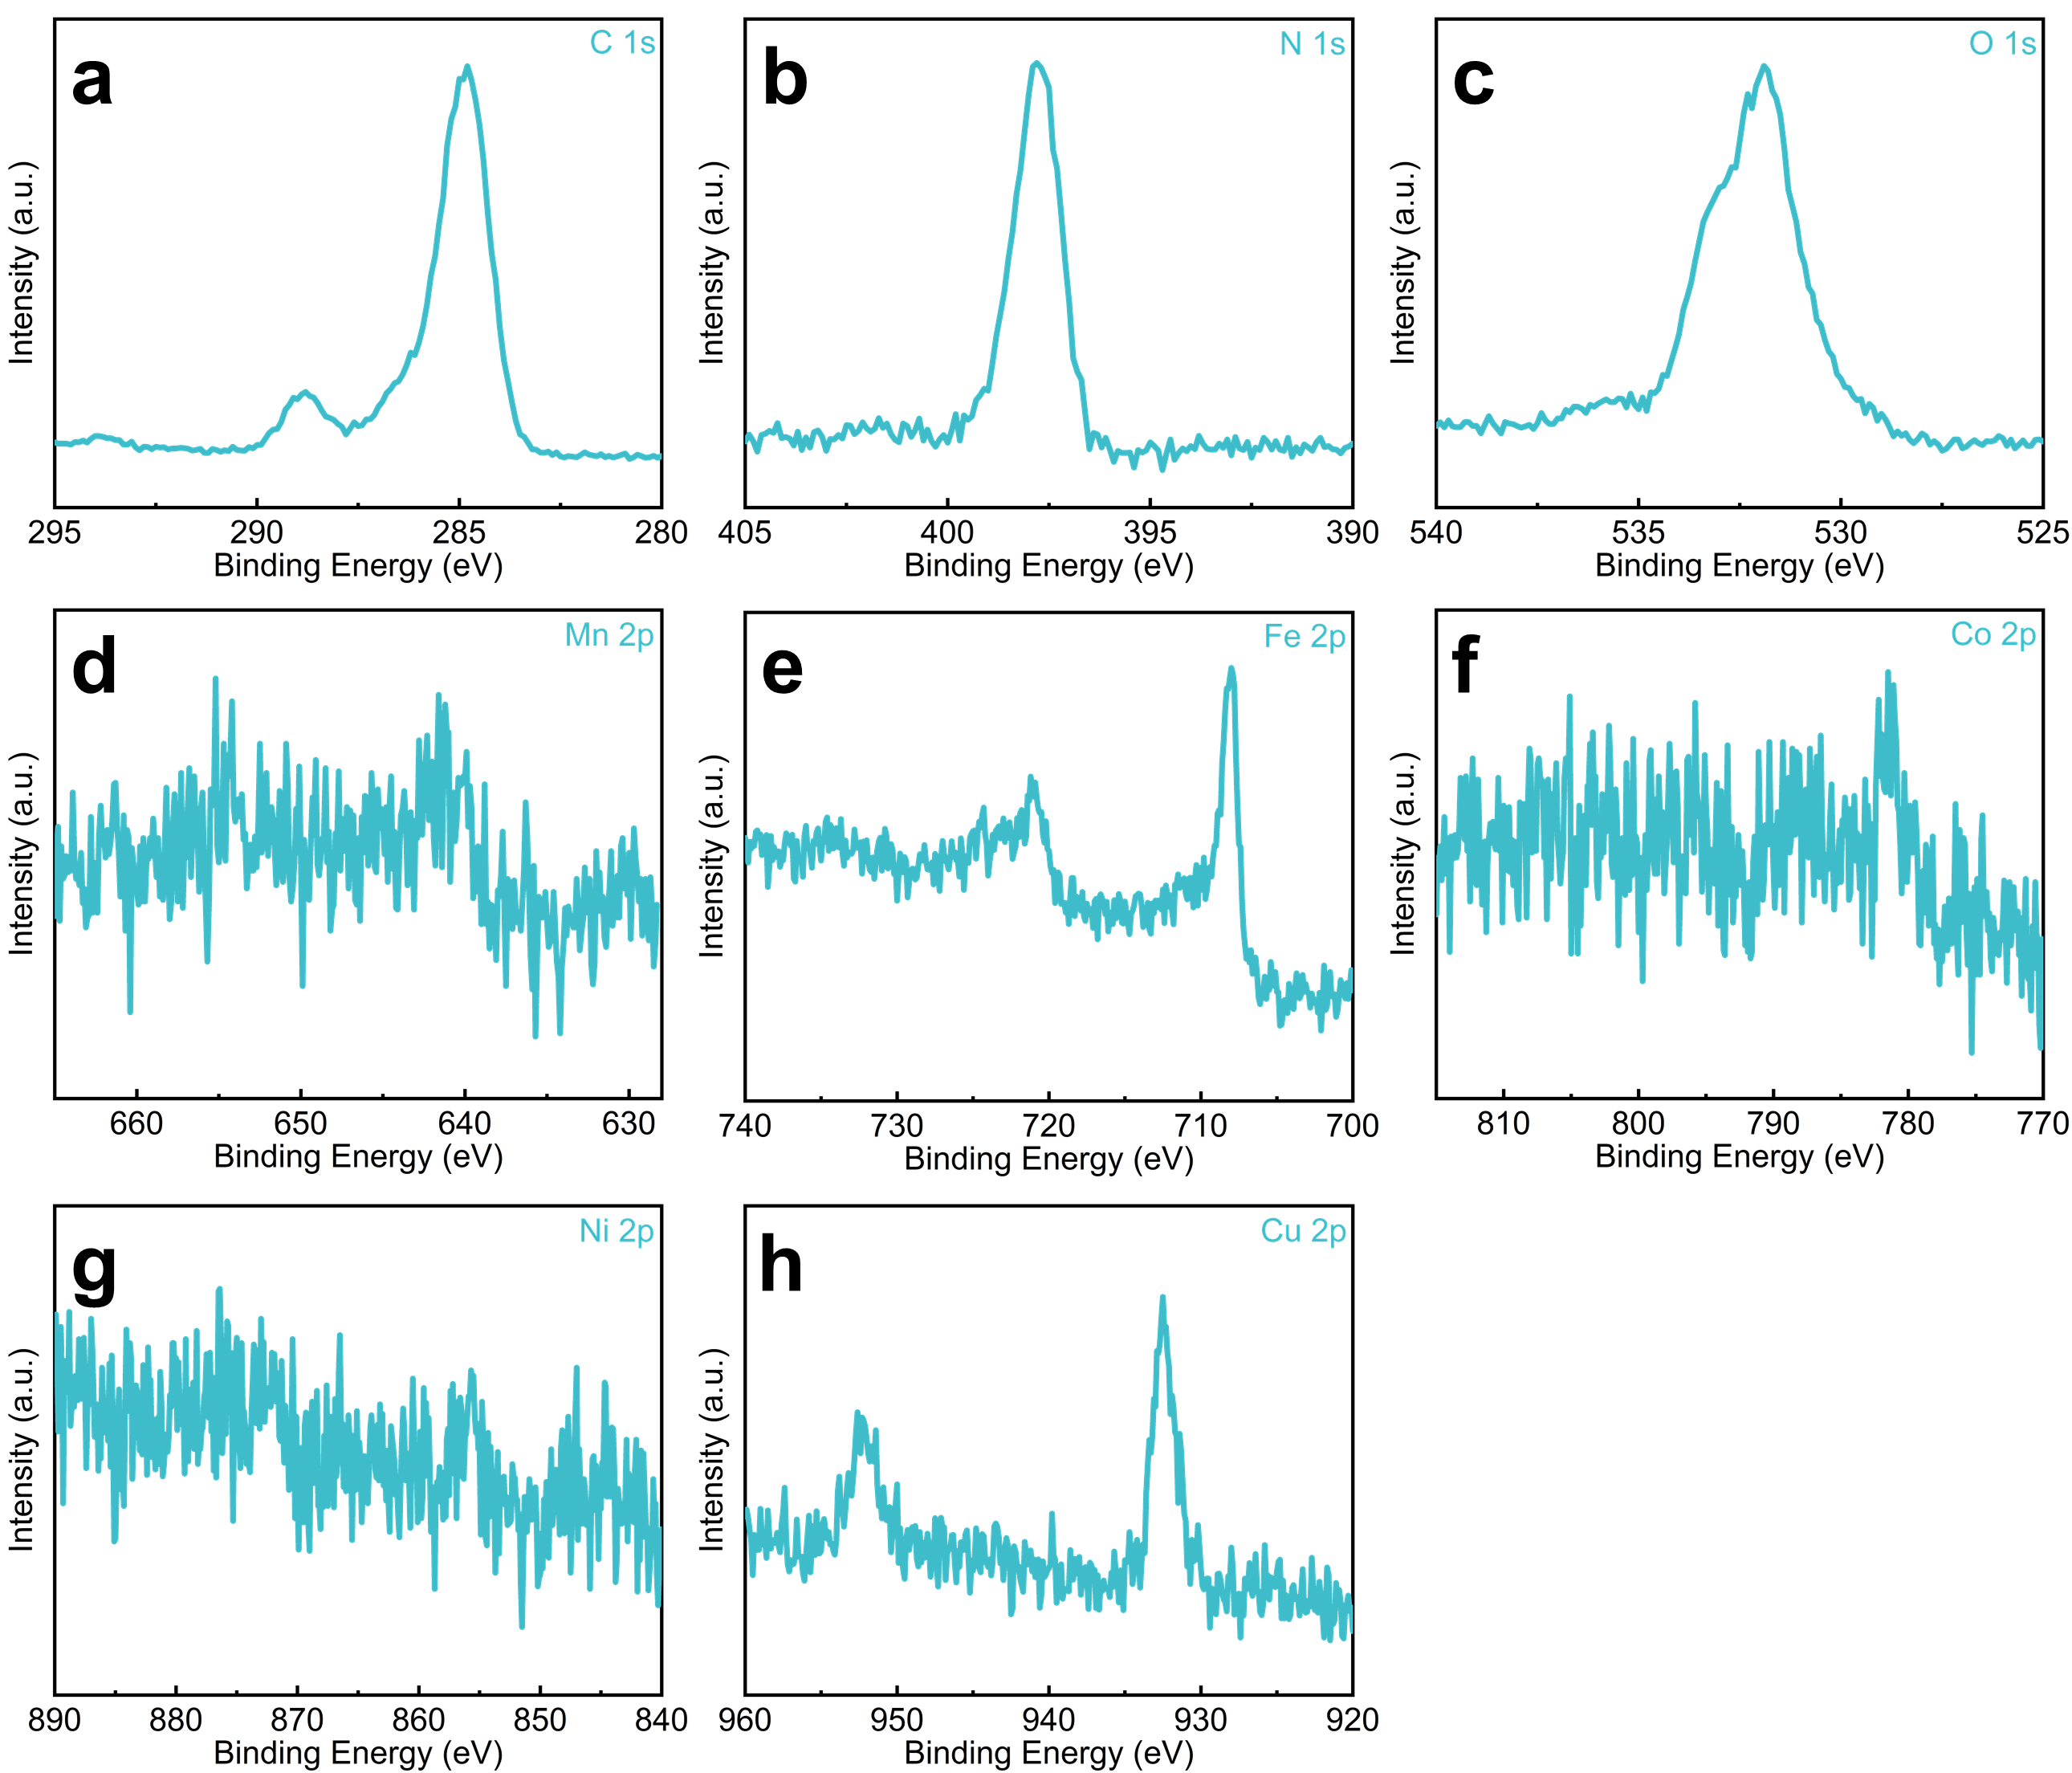 a
C 1s
Intensity (a.u.)
295 290 285 280
Binding Energy (eV)
b
N 1s
Intensity (a.u.)
405 400 395 390
Binding Energy (eV)
c
O 1s
Intensity (a.u.)
540 535 530 525
Binding Energy (eV)
d
Mn 2p
Intensity (a.u.)
660 650 640 630
Binding Energy (eV)
e
Fe 2p
Intensity (a.u.)
740 730 720 710 700
Binding Energy (eV)
f
Co 2p
Intensity (a.u.)
810 800 790 780 770
Binding Energy (eV)
g
Ni 2p
Intensity (a.u.)
890 880 870 860 850 840
Binding Energy (eV)
h
Cu 2p
Intensity (a.u.)
960 950 940 930 920
Binding Energy (eV)